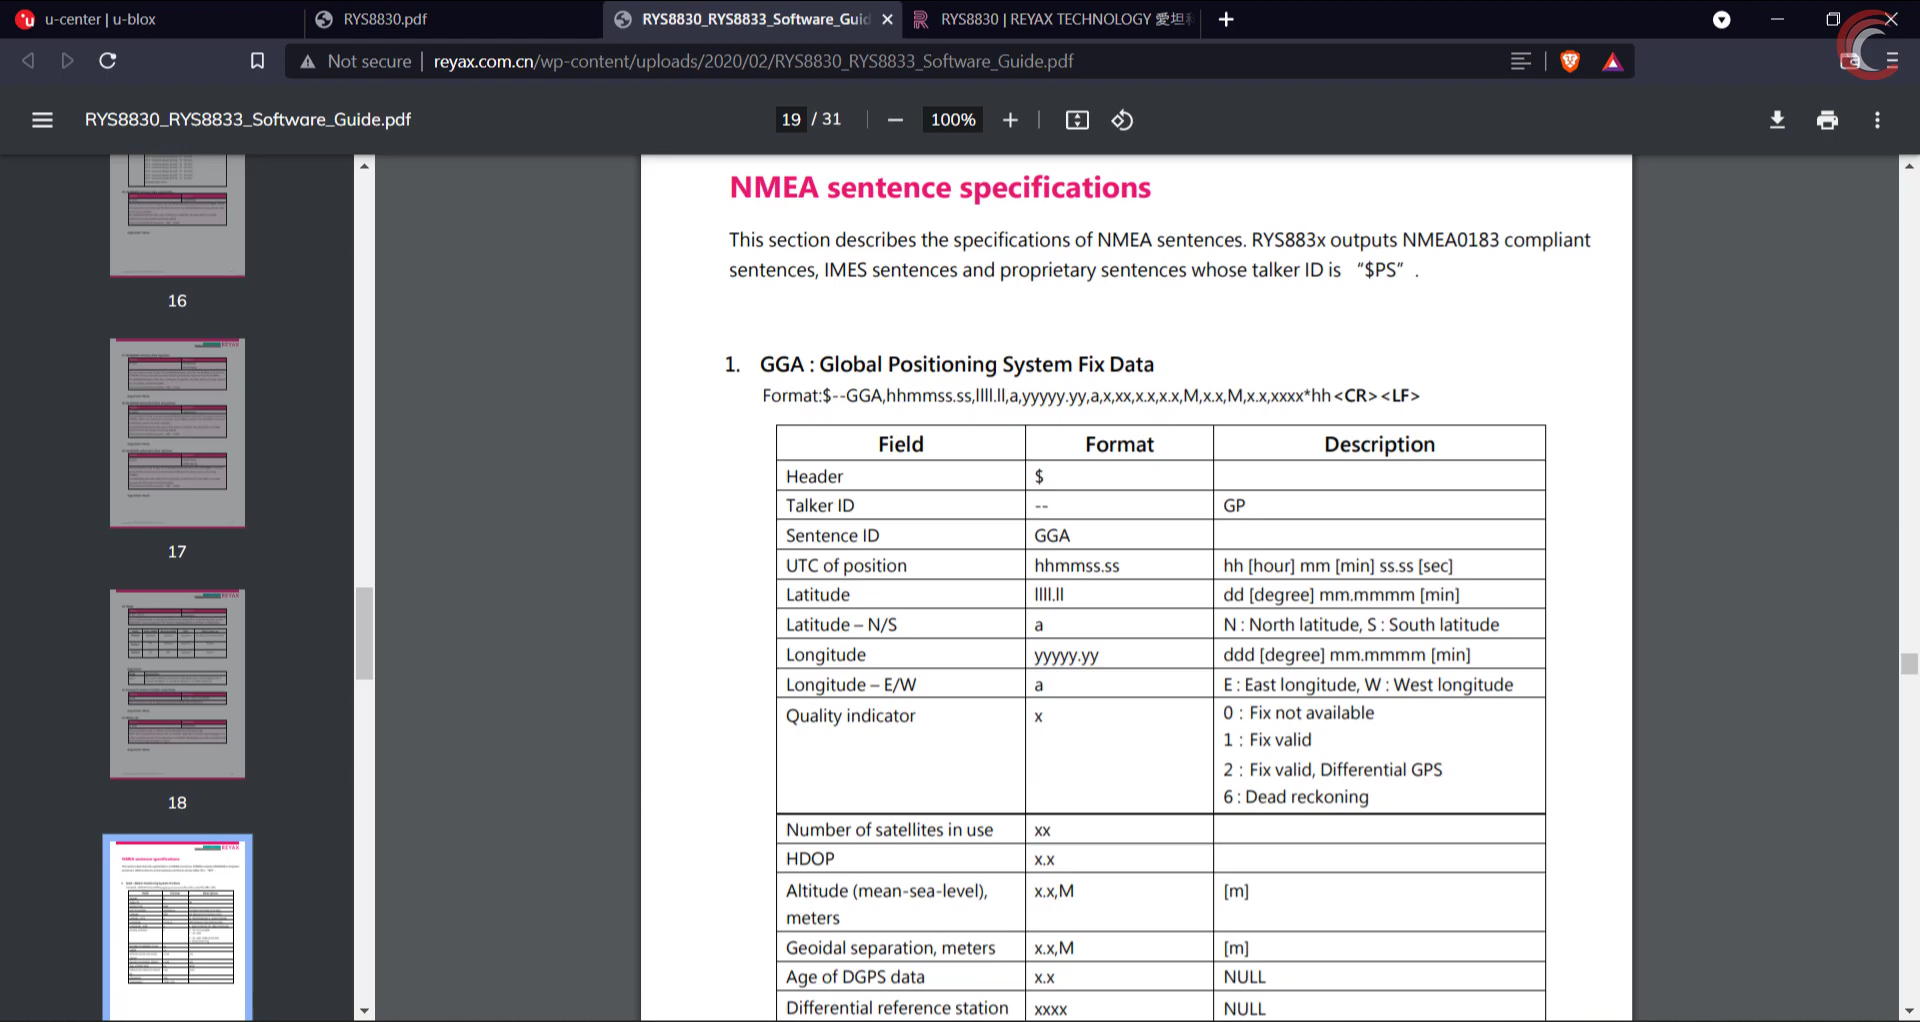 u-center | u-blox
RYS8830.pdf
RYS8830_RYS8833_Software_Guid
RYS8830 | REYAX TECHNOLOGY 愛坦
Not secure
reyax.com.cn/wp-content/uploads/2020/02/RYS8830_RYS8833_Software_Guide.pdf
RYS8830_RYS8833_Software_Guide.pdf
19 / 31
100%
16
17
18
NMEA sentence specifications
This section describes the specifications of NMEA sentences. RYS883x outputs NMEA0183 compliant
sentences, IMES sentences and proprietary sentences whose talker ID is “$PS” .
1. GGA : Global Positioning System Fix Data
Format:$--GGA,hhmmss.ss,llll.ll,a,yyyyy.yy,a,x,xx,x.x,x.x,M,x.x,M,x.x,xxxx*hh<CR><LF>
Field Format Description
Header $
Talker ID -- GP
Sentence ID GGA
UTC of position hhmmss.ss hh [hour] mm [min] ss.ss [sec]
Latitude llll.ll dd [degree] mm.mmmm [min]
Latitude – N/S a N : North latitude, S : South latitude
Longitude yyyyy.yy ddd [degree] mm.mmmm [min]
Longitude – E/W a E : East longitude, W : West longitude
Quality indicator x 0 : Fix not available
1 : Fix valid
2 : Fix valid, Differential GPS
6 : Dead reckoning
Number of satellites in use xx
HDOP x.x
Altitude (mean-sea-level), x.x,M [m]
meters
Geoidal separation, meters x.x,M [m]
Age of DGPS data x.x NULL
Differential reference station xxxx NULL